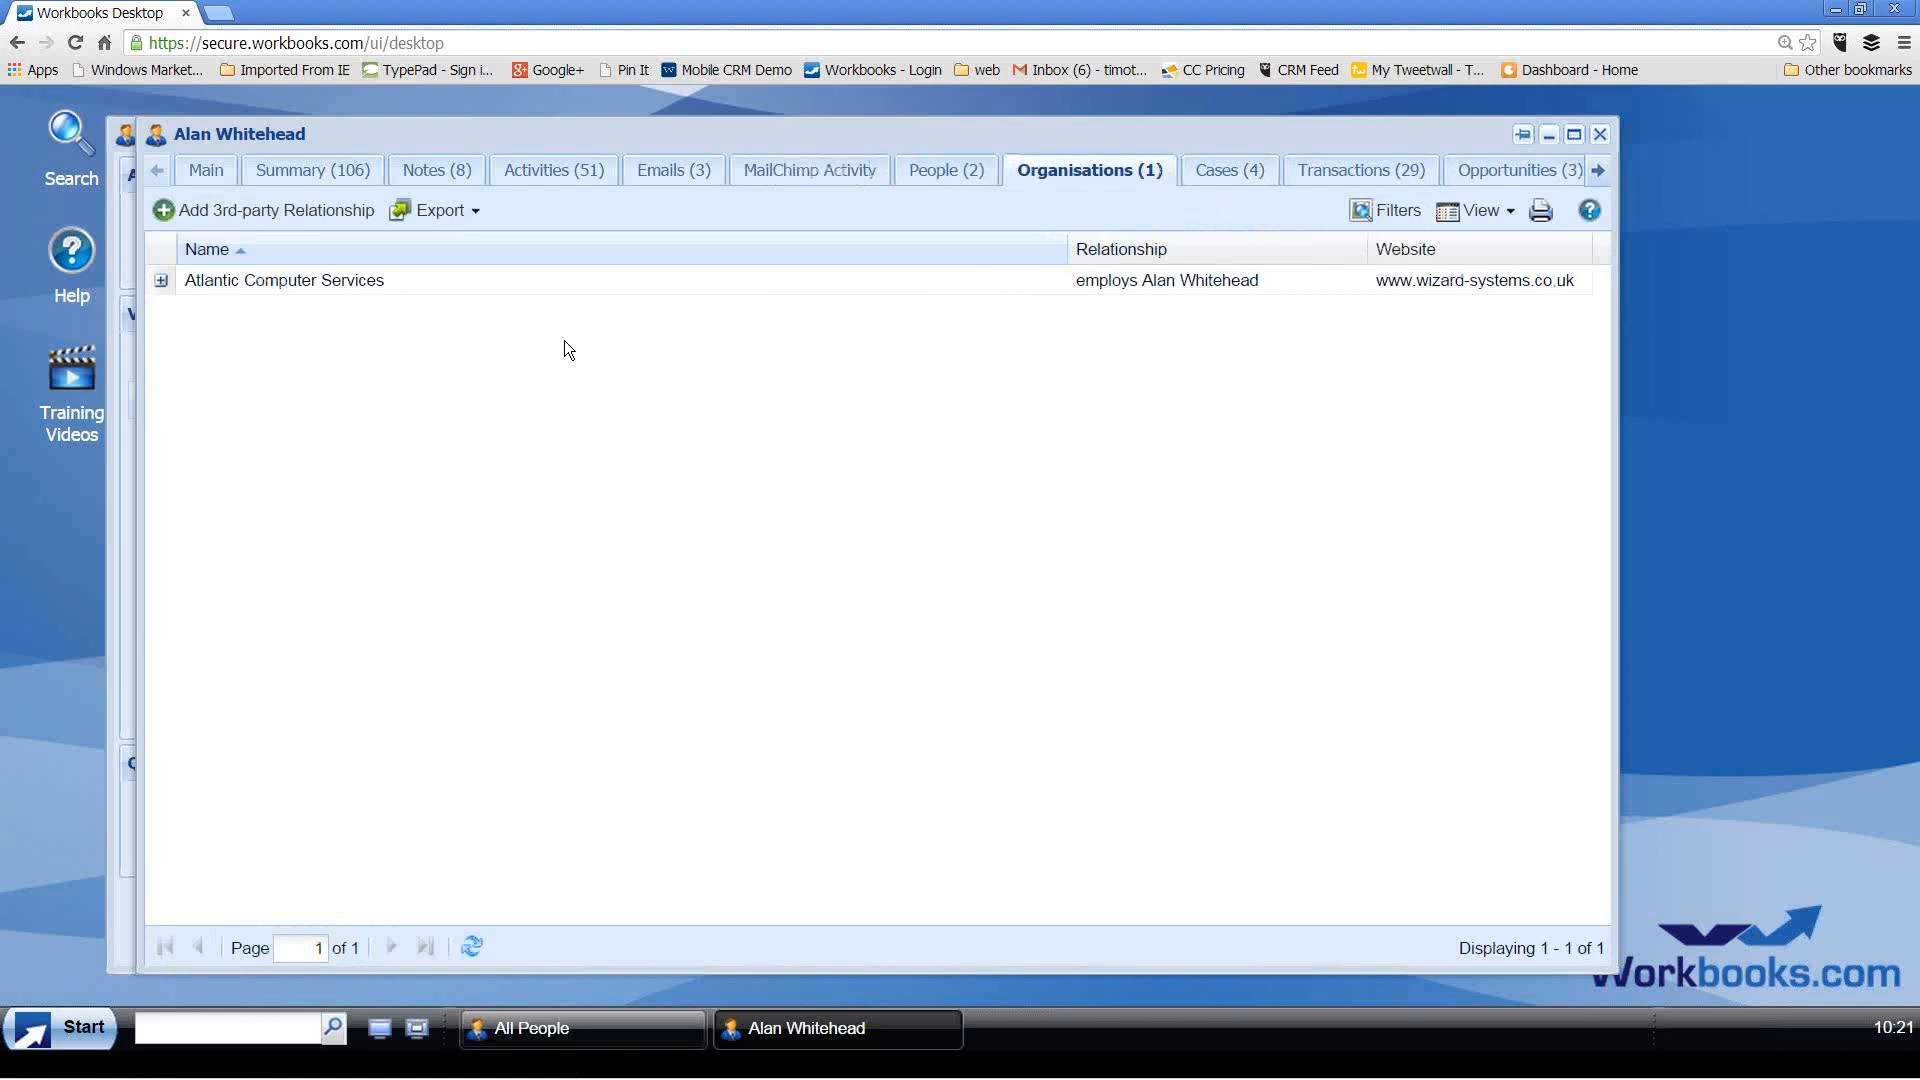 Workbooks Desktop
https://secure.workbooks.com/ui/desktop
Apps Windows Market... Imported From IE TypePad - Sign i... Google+ Pin It Mobile CRM Demo Workbooks - Login web Inbox (6) - timot... CC Pricing CRM Feed My Tweetwall - T... Dashboard - Home Other bookmarks
Search
Help
Training
Videos
Alan Whitehead
Main Summary (106) Notes (8) Activities (51) Emails (3) MailChimp Activity People (2) Organisations (1) Cases (4) Transactions (29) Opportunities (3)
Add 3rd-party Relationship Export Filters View
Name Relationship Website
Atlantic Computer Services employs Alan Whitehead www.wizard-systems.co.uk
Page 1 of 1 Displaying 1 - 1 of 1
Workbooks.com
Start All People Alan Whitehead 10:21